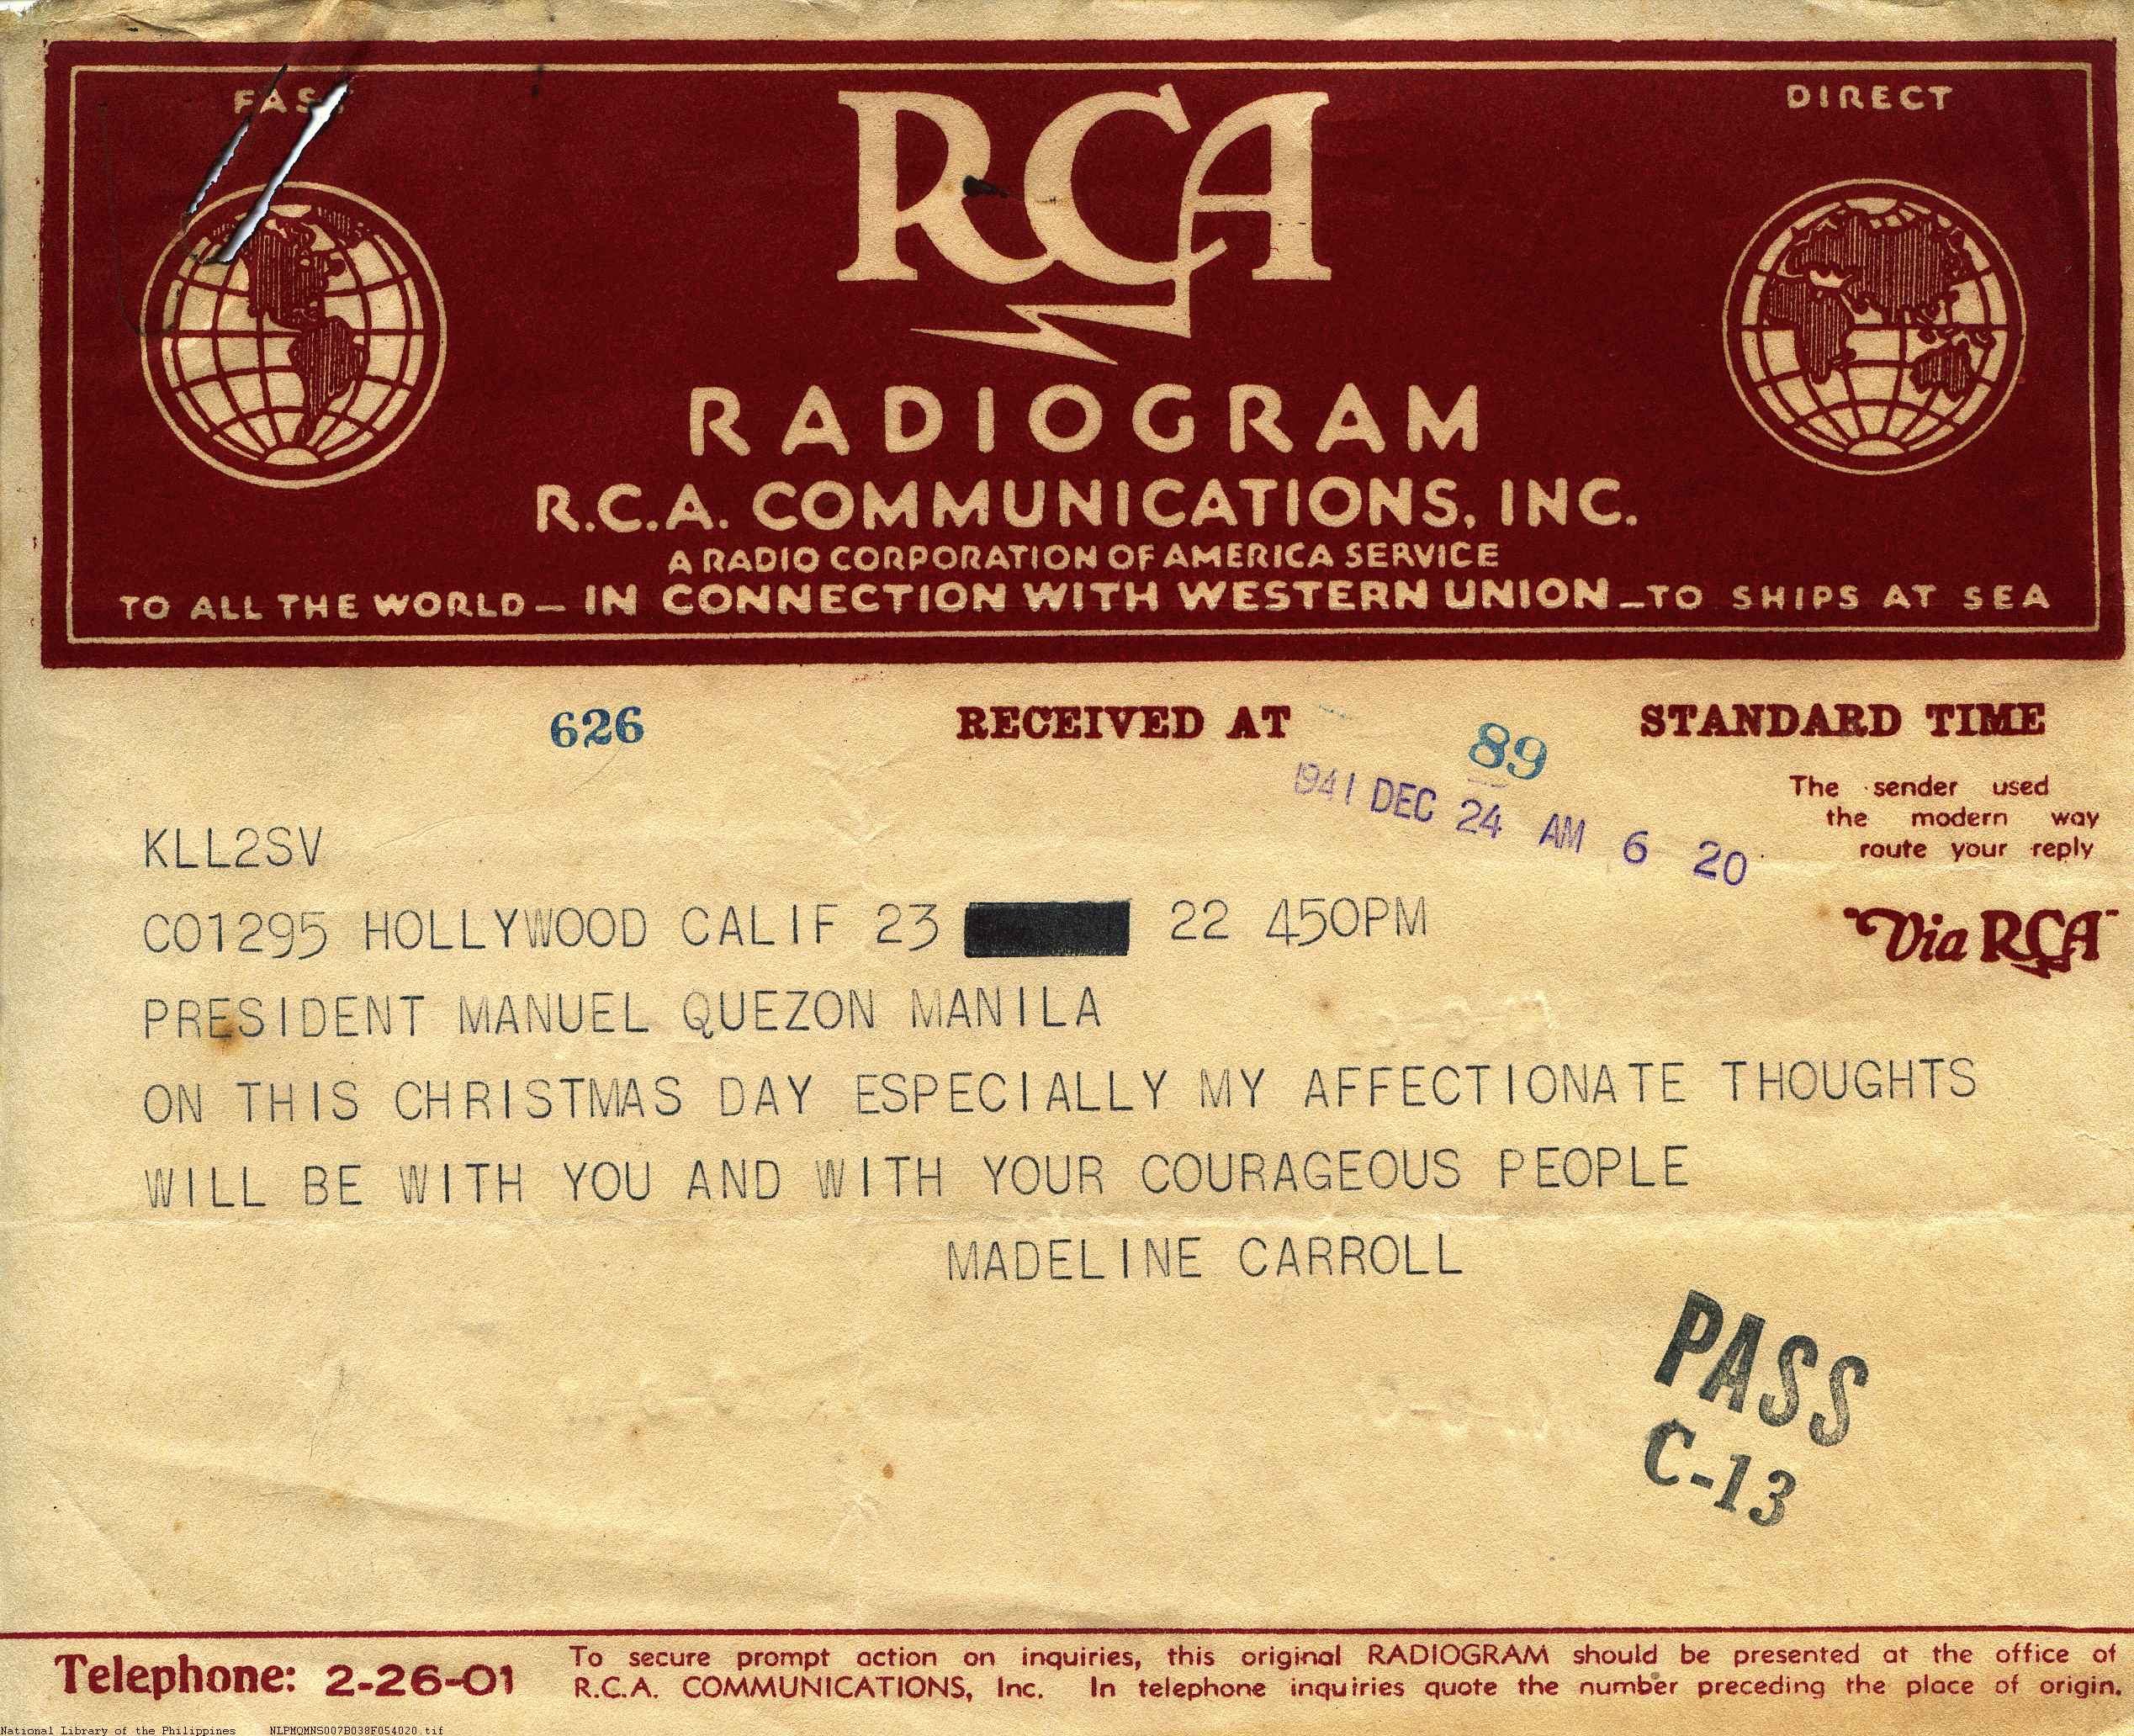 FAST
DIRECT
RCA
RADIOGRAM
R.C.A. COMMUNICATIONS, INC.
A RADIO CORPORATION OF AMERICA SERVICE
TO ALL THE WORLD — IN CONNECTION WITH WESTERN UNION — TO SHIPS AT SEA
626 RECEIVED AT 89 STANDARD TIME
1941 DEC 24 AM 6 20
The sender used
the modern way
route your reply
"Via RCA"
KLL2SV
CO1295 HOLLYWOOD CALIF 23 22 450PM
PRESIDENT MANUEL QUEZON MANILA
ON THIS CHRISTMAS DAY ESPECIALLY MY AFFECTIONATE THOUGHTS
WILL BE WITH YOU AND WITH YOUR COURAGEOUS PEOPLE
MADELINE CARROLL
PASS
C-13
Telephone: 2-26-01
To secure prompt action on inquiries, this original RADIOGRAM should be presented at the office of
R.C.A. COMMUNICATIONS, Inc. In telephone inquiries quote the number preceding the place of origin.
National Library of the Philippines NLPMQMNS007B038F054020.tif